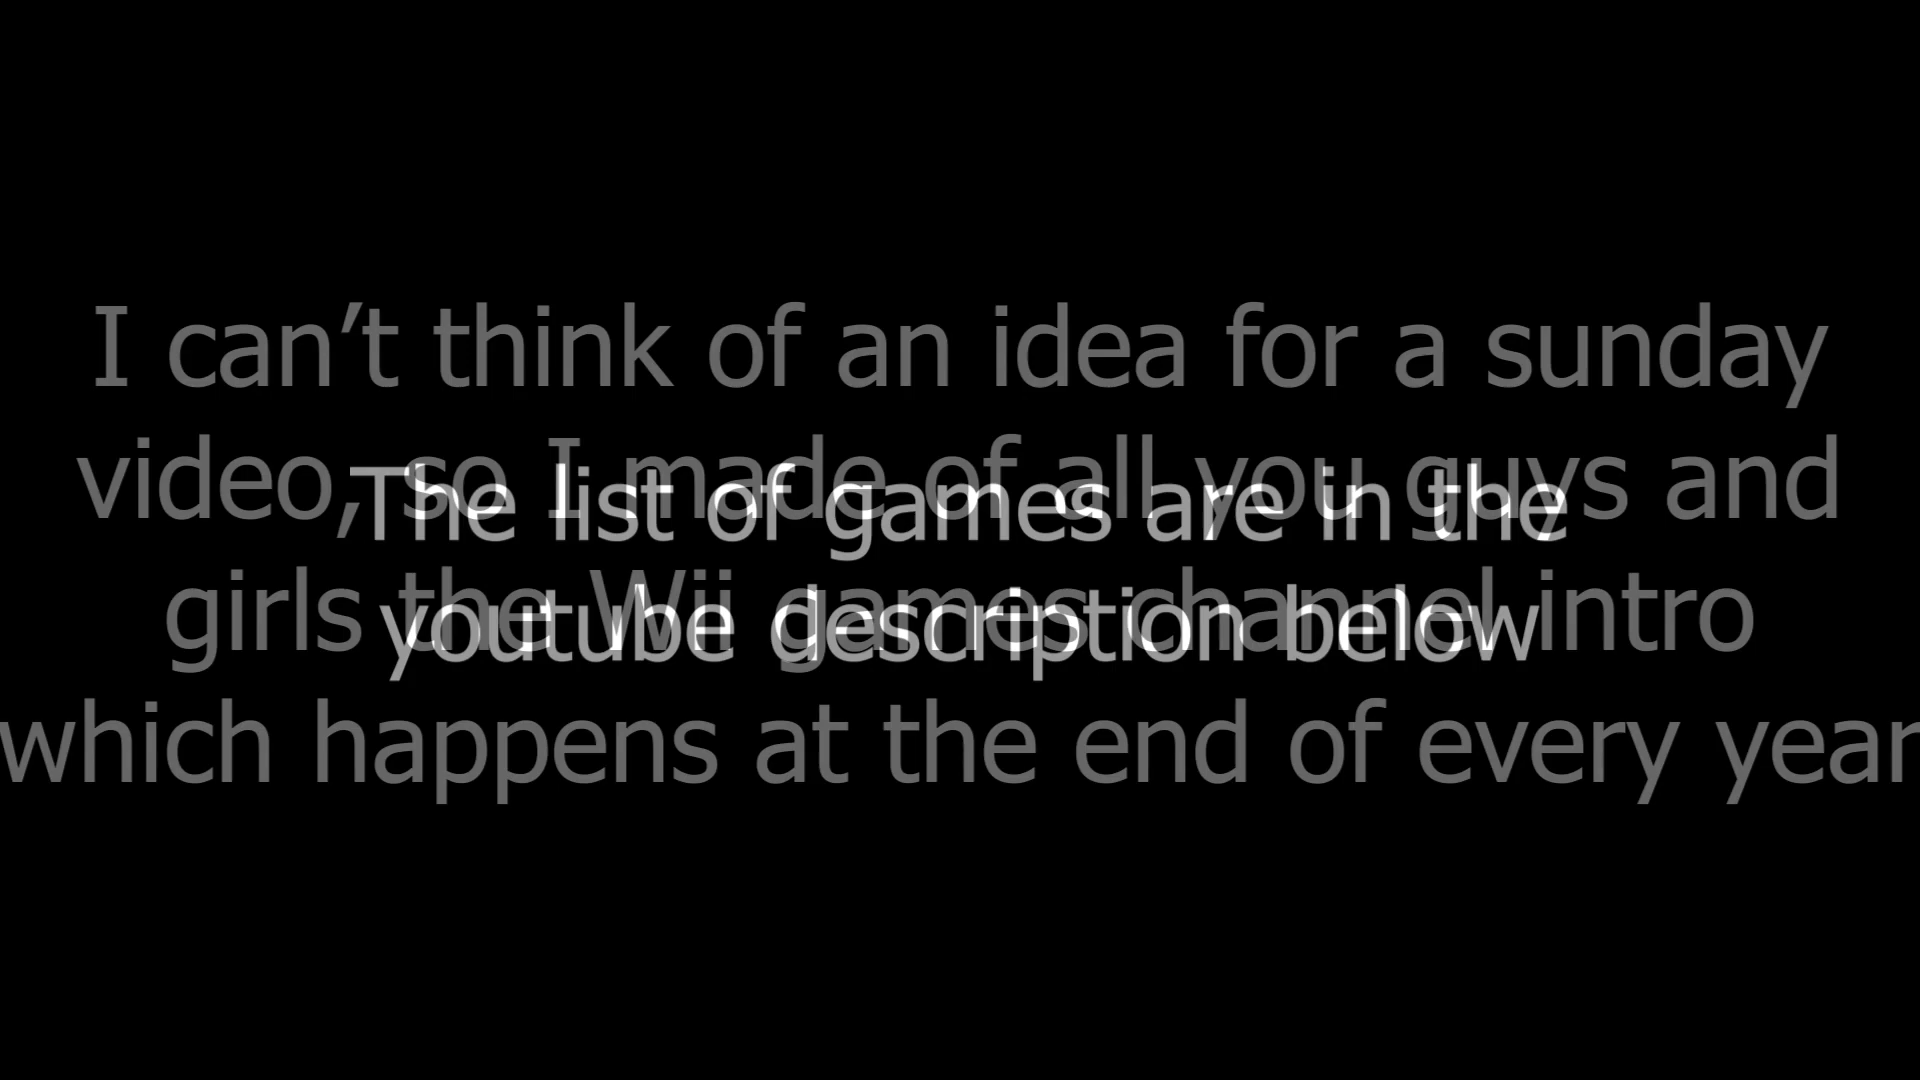 I can’t think of an idea for a sunday
video, so I made of all you guys and
girls the Wii games channel intro
which happens at the end of every year
The list of games are in the
youtube description below